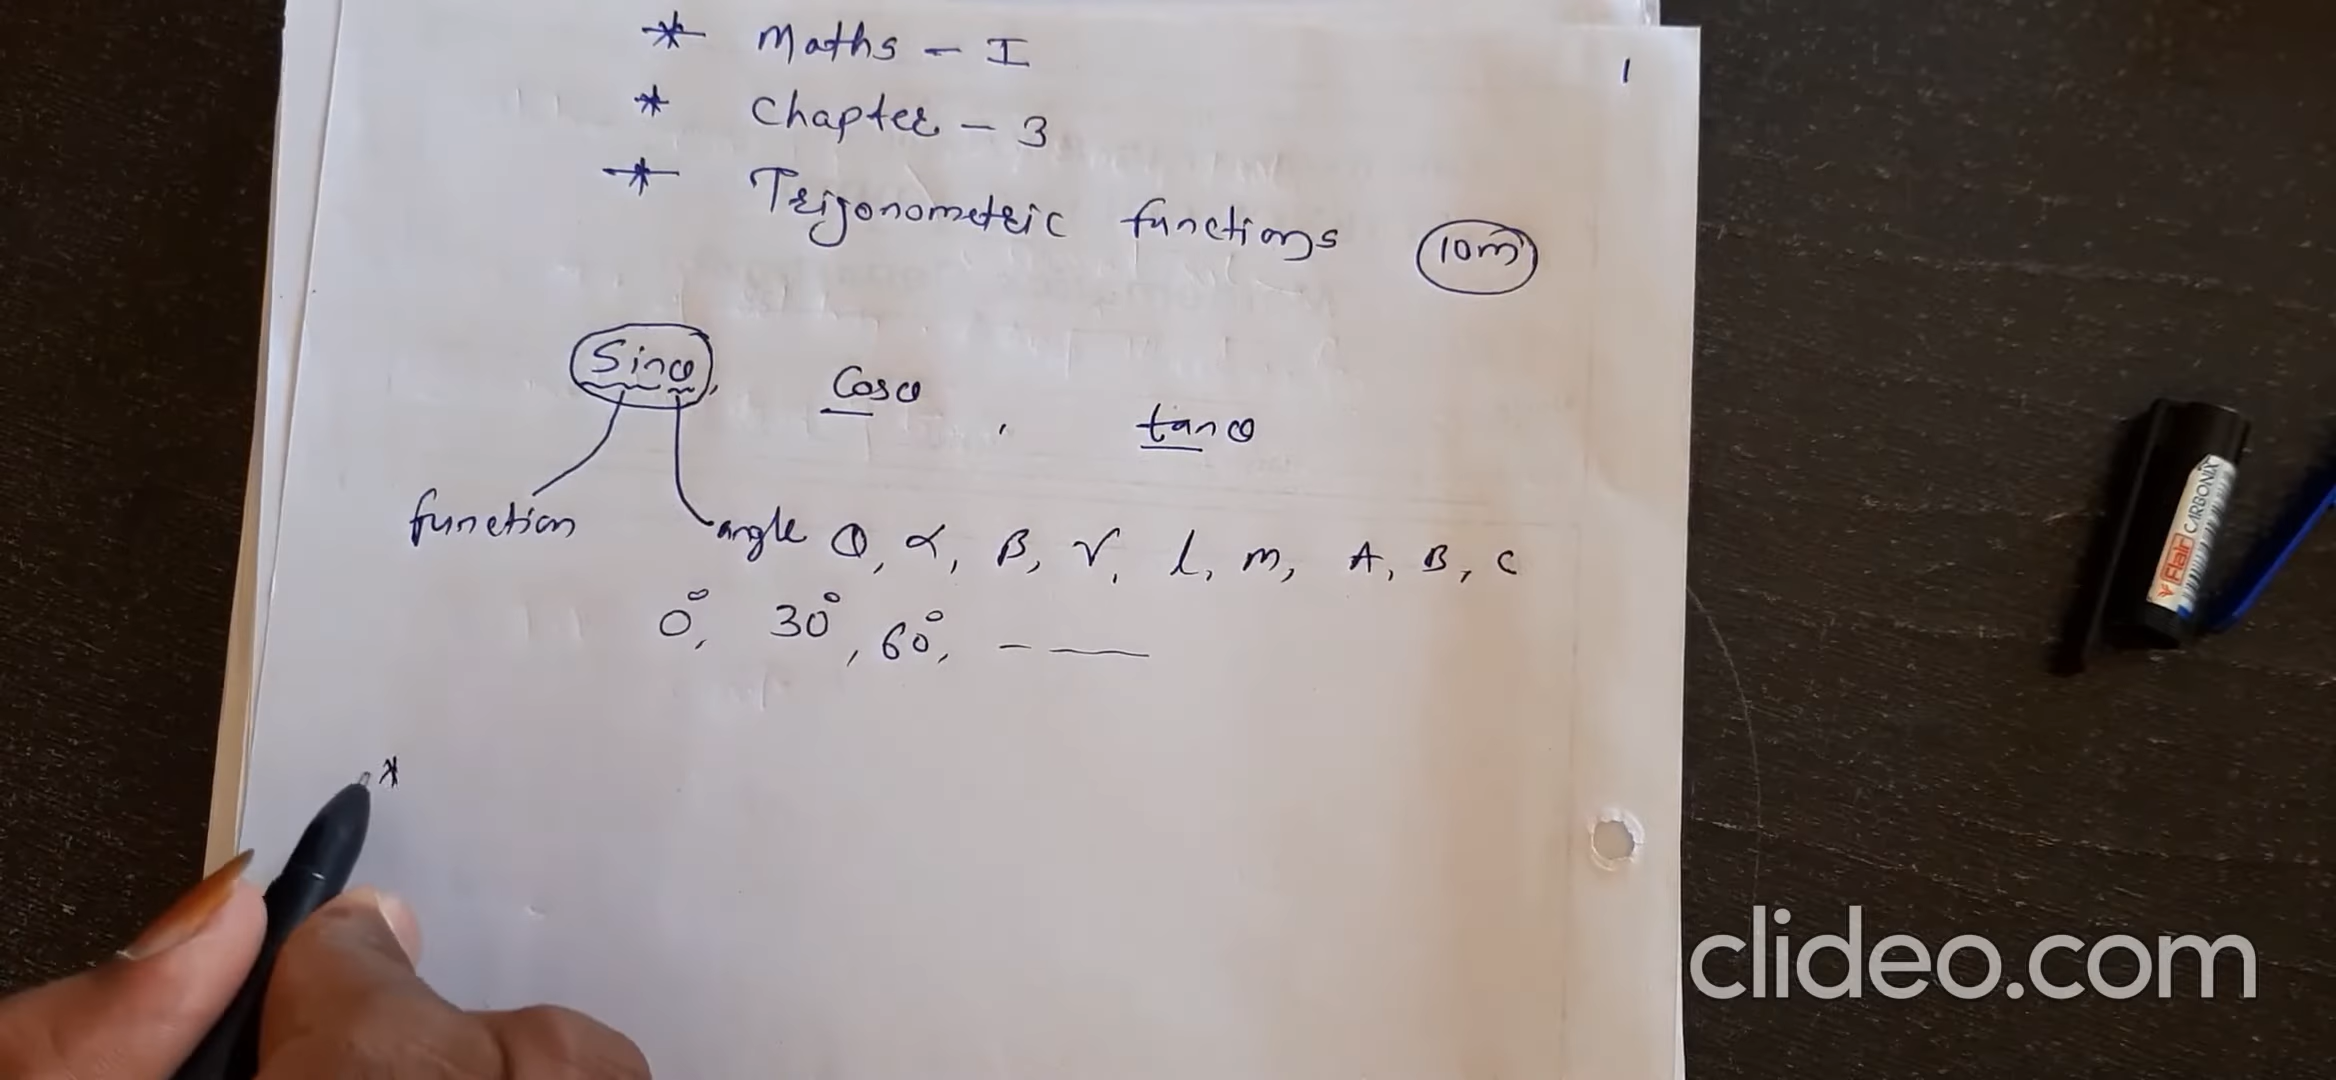 * Maths - I
1
* Chapter - 3
* Trigonometric functions 10m
Sinθ, Cosθ, tanθ
function angle θ, α, β, γ, l, m, A, B, C
0°, 30°, 60°, - —
*
Flair CARBONIX
clideo.com